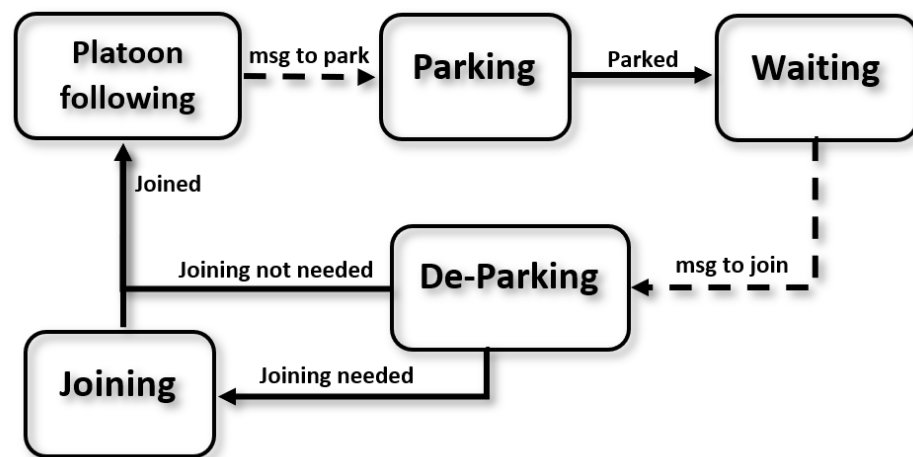 Platoon
following
msg to park
Parking
Parked
Waiting
Joined
Joining not needed
De-Parking
msg to join
Joining
Joining needed